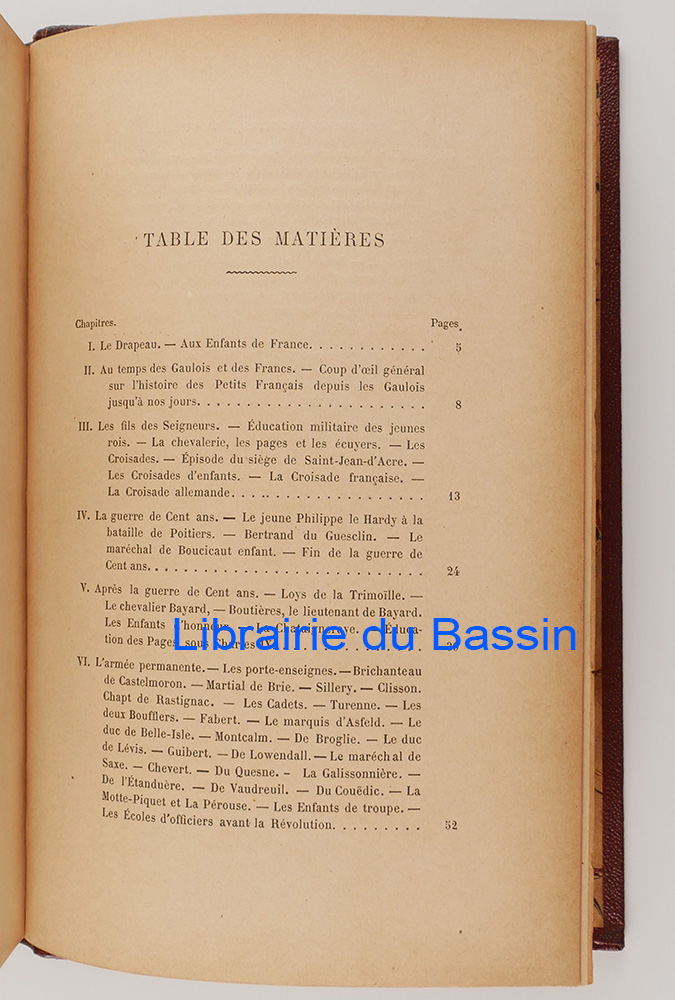 TABLE DES MATIÈRES
Chapitres. Pages.
I. Le Drapeau. — Aux Enfants de France. . . . . . . . . . . . 5
II. Au temps des Gaulois et des Francs. — Coup d'œil général
sur l'histoire des Petits Français depuis les Gaulois
jusqu'à nos jours. . . . . . . . . . . . . . . . . . . . . . . 8
III. Les fils des Seigneurs. — Éducation militaire des jeunes
rois. — La chevalerie, les pages et les écuyers. — Les
Croisades. — Épisode du siège de Saint-Jean-d'Acre. —
Les Croisades d'enfants. — La Croisade française. —
La Croisade allemande. . . . . . . . . . . . . . . . . . . 13
IV. La guerre de Cent ans. — Le jeune Philippe le Hardy à la
bataille de Poitiers. — Bertrand du Guesclin. — Le
maréchal de Boucicaut enfant. — Fin de la guerre de
Cent ans. . . . . . . . . . . . . . . . . . . . . . . . . . . 24
V. Après la guerre de Cent ans. — Loys de la Trimoïlle. —
Le chevalier Bayard, — Boutières, le lieutenant de Bayard.
Les Enfants d'honneur. — La Chataigneraye. — Éduca-
tion des Pages sous Charles
Librairie du Bassin
VI. L'armée permanente. — Les porte-enseignes. — Brichanteau
de Castelmoron. — Martial de Brie. — Sillery. — Clisson.
Chapt de Rastignac. — Les Cadets. — Turenne. — Les
deux Boufflers. — Fabert. — Le marquis d'Asfeld. — Le
duc de Belle-Isle. — Montcalm. — De Broglie. — Le duc
de Lévis. — Guibert. — De Lowendall. — Le maréchal de
Saxe. — Chevert. — Du Quesne. - La Galissonnière. —
De l'Étanduère. — De Vaudreuil. — Du Couëdic. — La
Motte-Piquet et La Pérouse. — Les Enfants de troupe. —
Les Écoles d'officiers avant la Révolution. . . . . . . . . 52